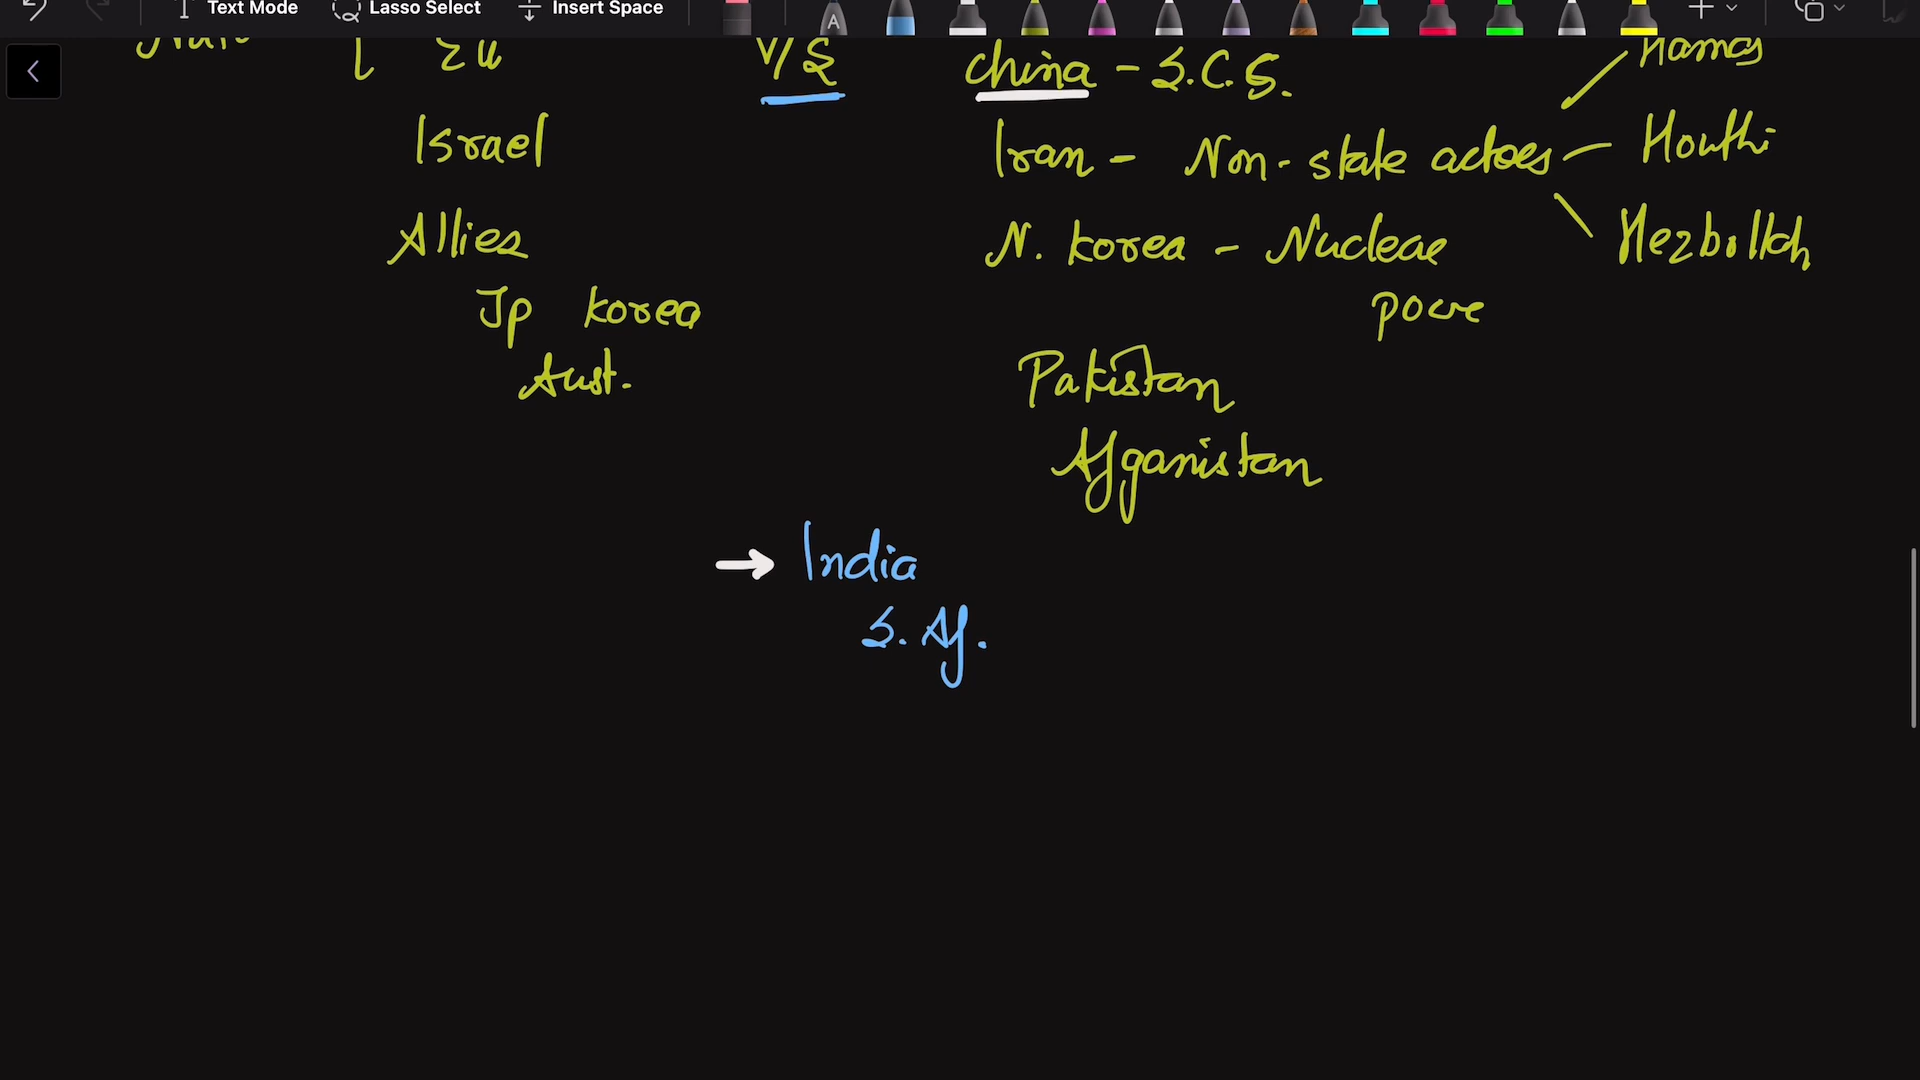 Text Mode Lasso Select Insert Space
A
EU V/S China - S.C.S. Hamas
Israel Iran - Non-state actors Houthi
Allies N. Korea - Nuclear Hezbollah
Jp Korea powe
Aust. Pakistan
Afganistan
→ India
S. Af.